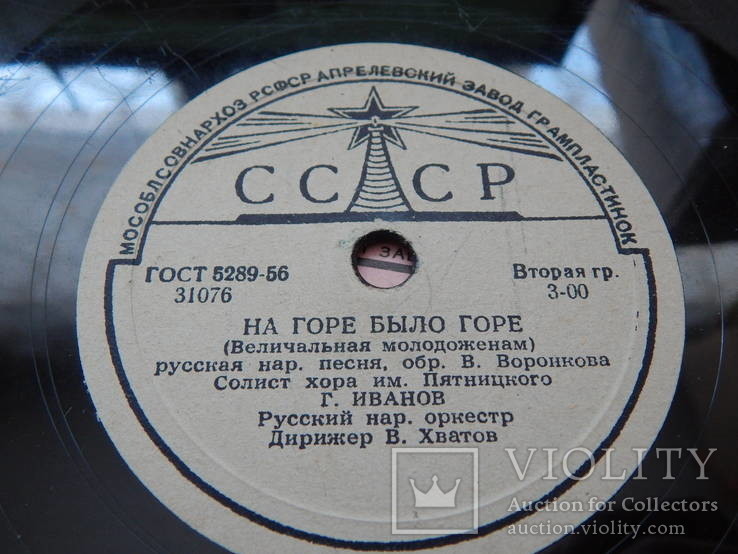 МОСОБЛСОВНАРХОЗ РСФСР АПРЕЛЕВСКИЙ ЗАВОД ГРАМПЛАСТИНОК
СССР
ЗАВ
ГОСТ 5289-56
Вторая гр.
31076
3-00
НА ГОРЕ БЫЛО ГОРЕ
(Величальная молодоженам)
русская нар. песня, обр. В. Воронкова
Солист хора им. Пятницкого
Г. ИВАНОВ
Русский нар. оркестр
Дирижер В. Хватов
VIOLITY
Auction for Collectors
auction.violity.com